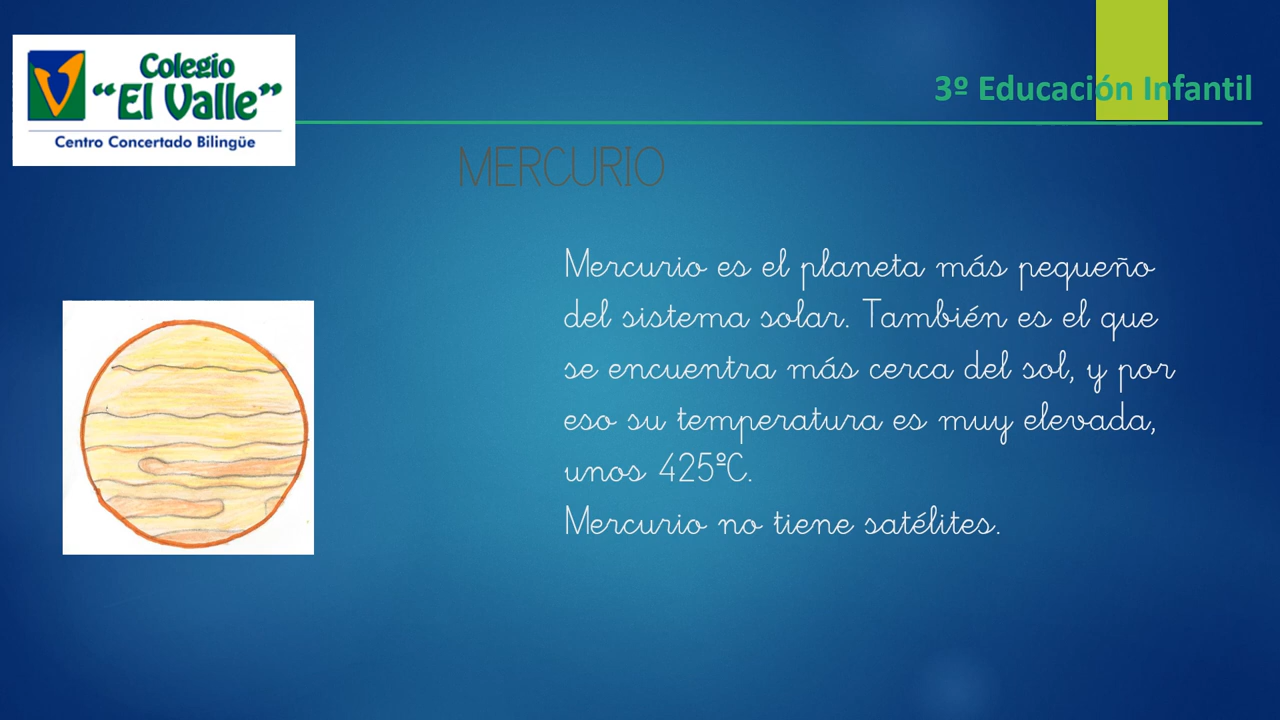 Colegio
"El Valle"
Centro Concertado Bilingüe
3º Educación Infantil
MERCURIO
Mercurio es el planeta más pequeño
del sistema solar. También es el que
se encuentra más cerca del sol, y por
eso su temperatura es muy elevada,
unos 425ºC.
Mercurio no tiene satélites.